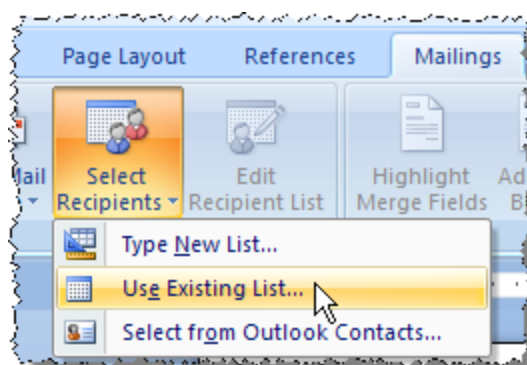 Page Layout References Mailings
Mail Select Edit Highlight
Recipients Recipient List Merge Fields
Type New List...
Use Existing List...
Select from Outlook Contacts...